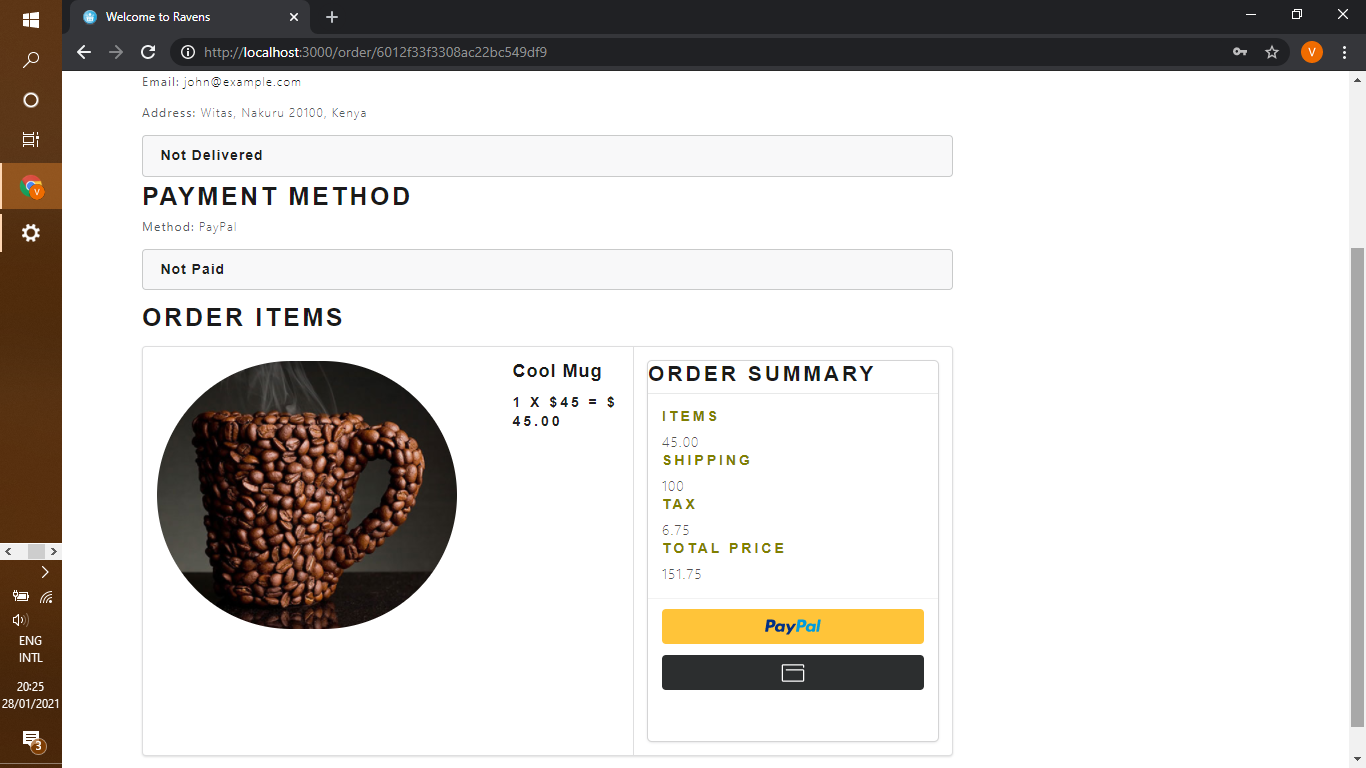 Welcome to Ravens
http://localhost:3000/order/6012f33f3308ac22bc549df9
V
Email: john@example.com
Address: Witas, Nakuru 20100, Kenya
Not Delivered
PAYMENT METHOD
Method: PayPal
Not Paid
ORDER ITEMS
Cool Mug
1 X $45 = $
45.00
ORDER SUMMARY
ITEMS
45.00
SHIPPING
100
TAX
6.75
TOTAL PRICE
151.75
PayPal
V
ENG
INTL
20:25
28/01/2021
3